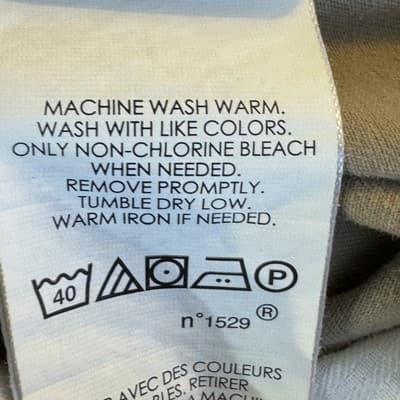 MACHINE WASH WARM.
WASH WITH LIKE COLORS.
ONLY NON-CHLORINE BLEACH
WHEN NEEDED.
REMOVE PROMPTLY.
TUMBLE DRY LOW.
WARM IRON IF NEEDED.
40 P
n°1529 ®
AVEC DES COULEURS
RETIRER